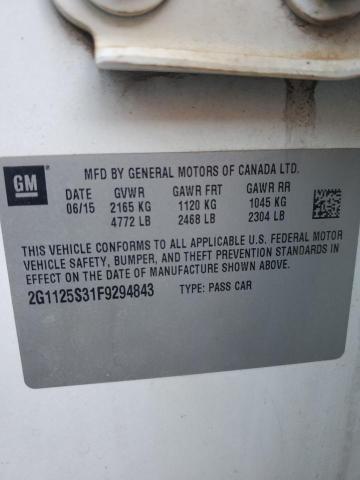 GM
MFD BY GENERAL MOTORS OF CANADA LTD.
DATE GVWR GAWR FRT GAWR RR
06/15 2165 KG 1120 KG 1045 KG
4772 LB 2468 LB 2304 LB
THIS VEHICLE CONFORMS TO ALL APPLICABLE U.S. FEDERAL MOTOR
VEHICLE SAFETY, BUMPER, AND THEFT PREVENTION STANDARDS IN
EFFECT ON THE DATE OF MANUFACTURE SHOWN ABOVE.
2G1125S31F9294843 TYPE: PASS CAR